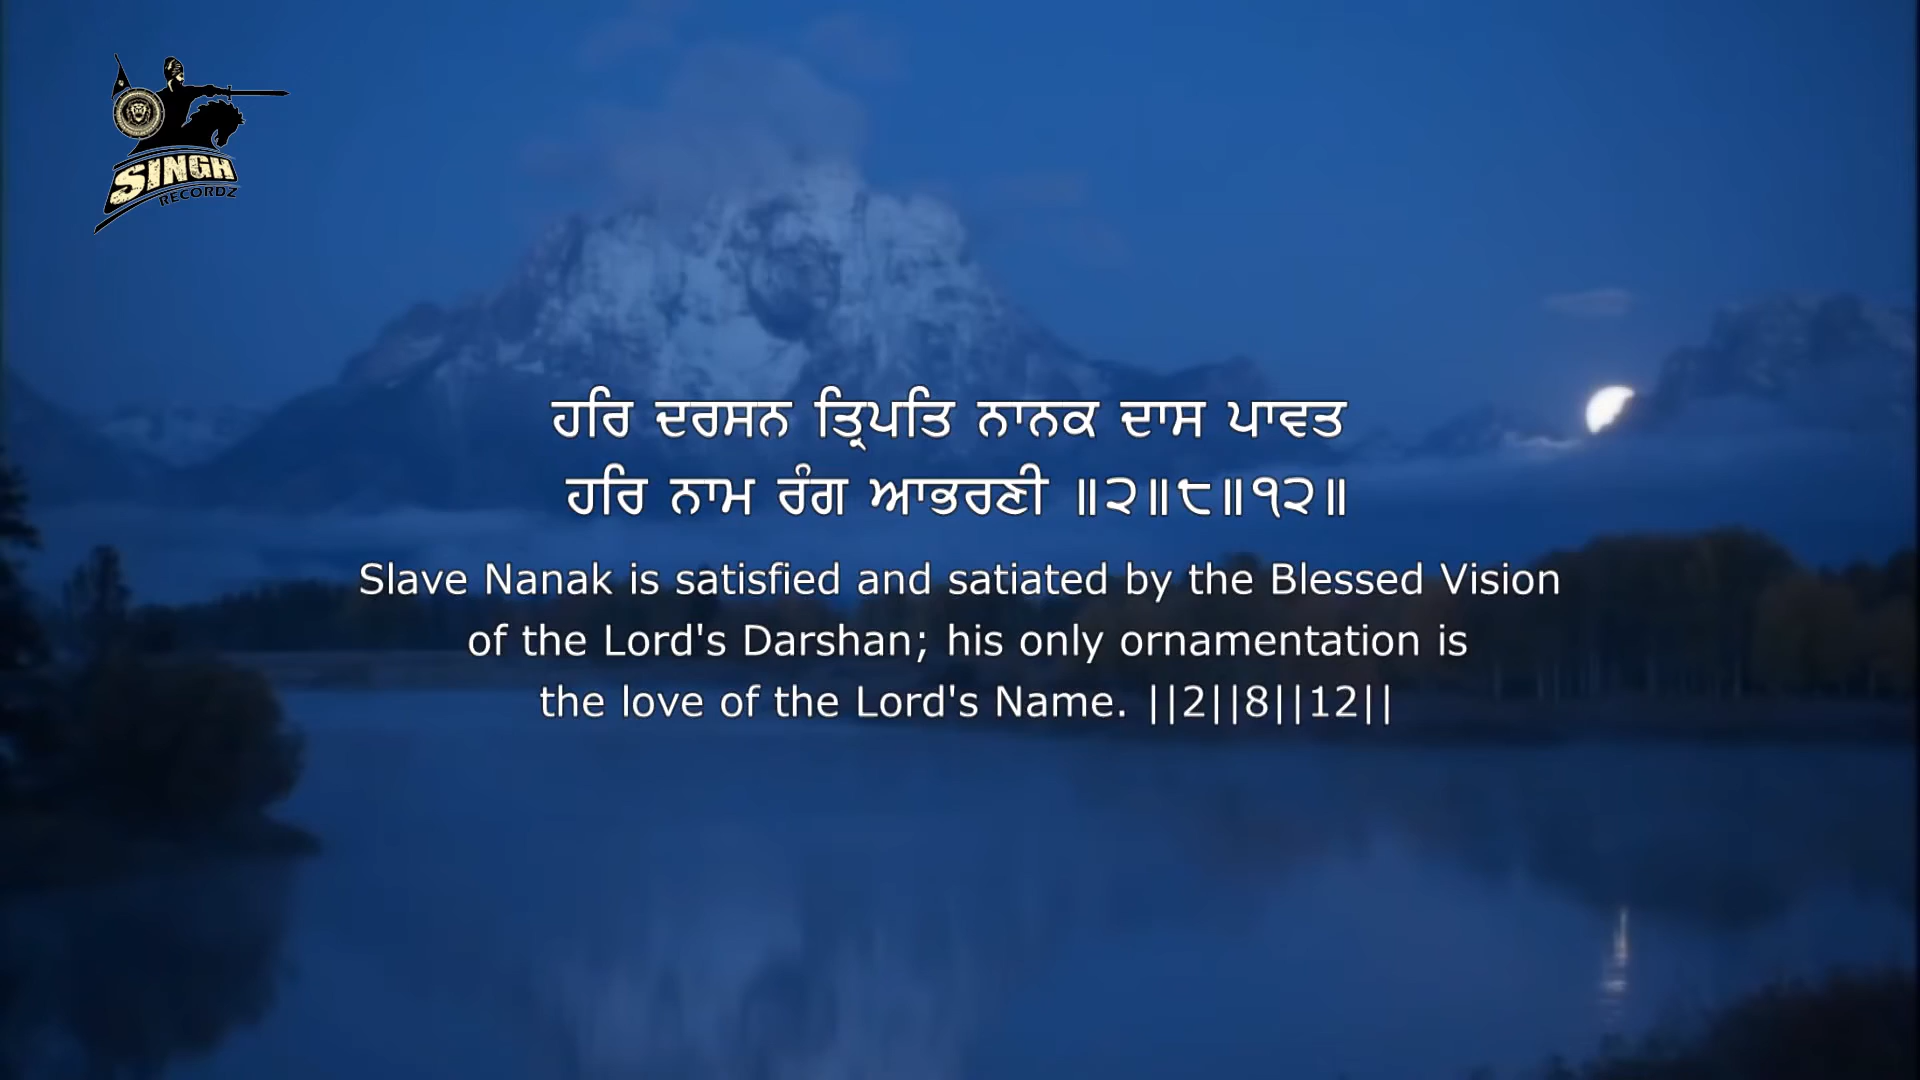 SINGH
RECORDZ
ਹਰਿ ਦਰਸਨ ਤ੍ਰਿਪਤਿ ਨਾਨਕ ਦਾਸ ਪਾਵਤ
ਹਰਿ ਨਾਮ ਰੰਗ ਆਭਰਣੀ ॥੨॥੮॥੧੨॥
Slave Nanak is satisfied and satiated by the Blessed Vision
of the Lord's Darshan; his only ornamentation is
the love of the Lord's Name. ||2||8||12||